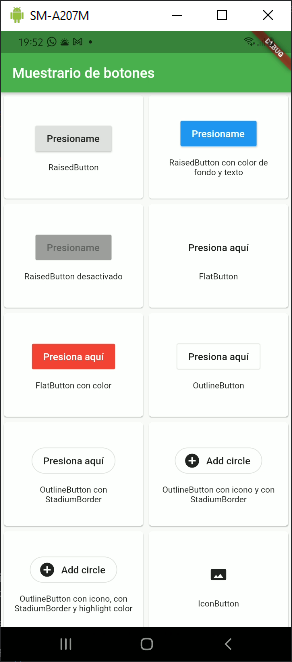 SM-A207M
19:52
DEBUG
Muestrario de botones
Presioname
RaisedButton
Presioname
RaisedButton con color de
fondo y texto
Presioname
RaisedButton desactivado
Presiona aquí
FlatButton
Presiona aquí
FlatButton con color
Presiona aquí
OutlineButton
Presiona aquí
OutlineButton con
StadiumBorder
Add circle
OutlineButton con icono y con
StadiumBorder
Add circle
OutlineButton con icono, con
StadiumBorder y highlight color
IconButton